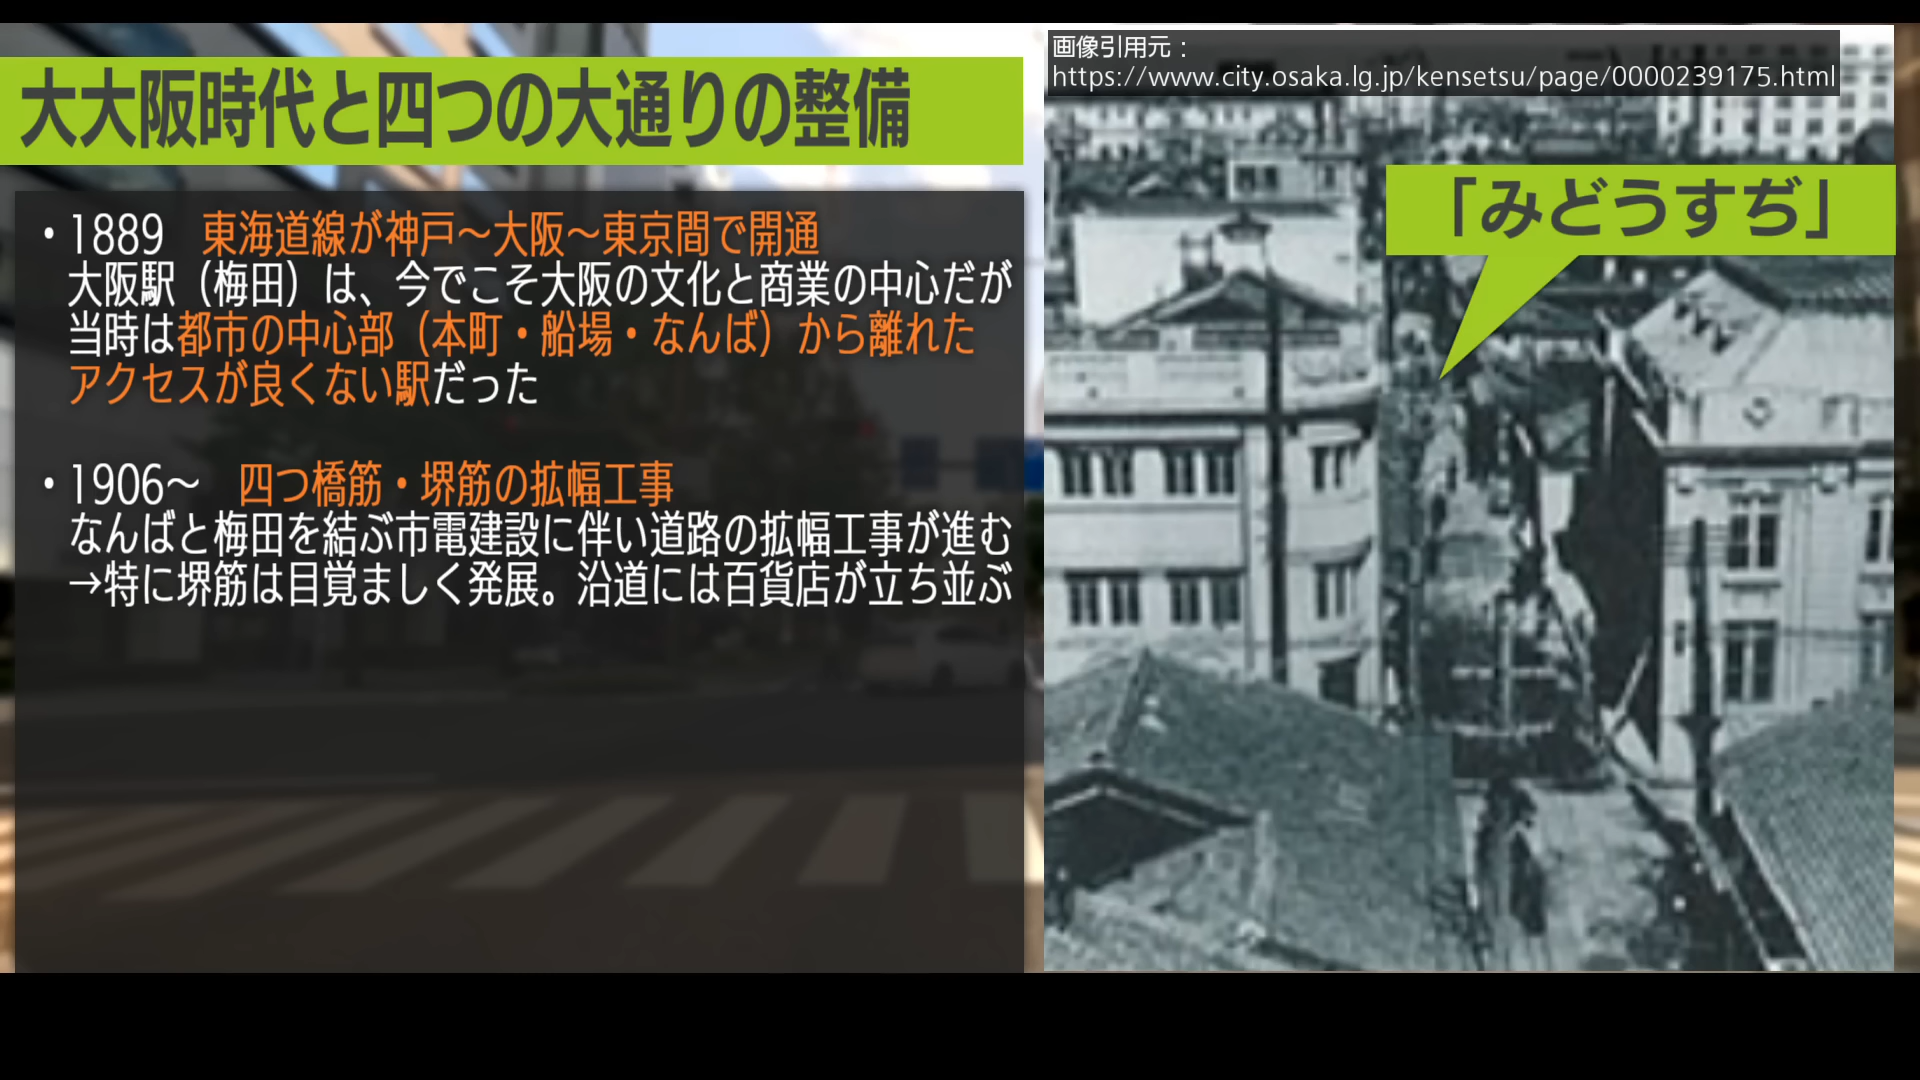 大大阪時代と四つの大通りの整備
・1889　東海道線が神戸～大阪～東京間で開通
大阪駅（梅田）は、今でこそ大阪の文化と商業の中心だが
当時は都市の中心部（本町・船場・なんば）から離れた
アクセスが良くない駅だった
・1906～　四つ橋筋・堺筋の拡幅工事
なんばと梅田を結ぶ市電建設に伴い道路の拡幅工事が進む
→特に堺筋は目覚ましく発展。沿道には百貨店が立ち並ぶ
画像引用元：
https://www.city.osaka.lg.jp/kensetsu/page/0000239175.html
「みどうすぢ」